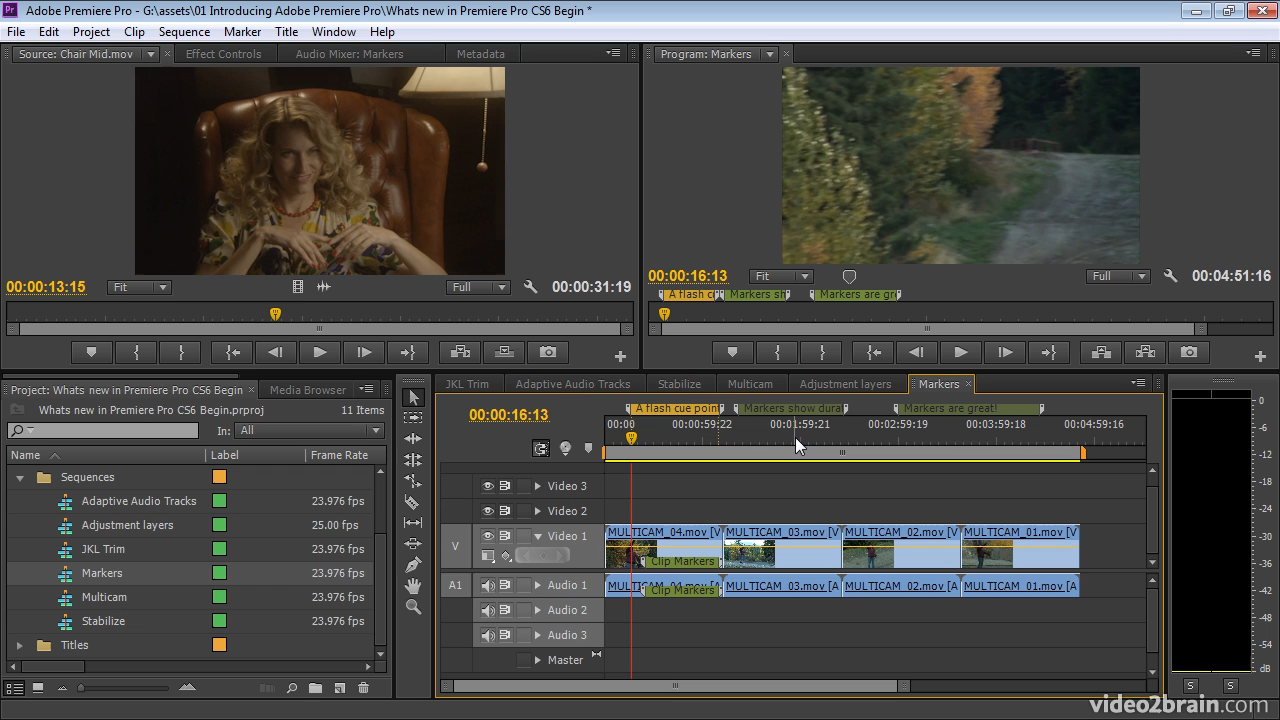 Pr Adobe Premiere Pro - G:\assets\01 Introducing Adobe Premiere Pro\Whats new in Premiere Pro CS6 Begin *
File Edit Project Clip Sequence Marker Title Window Help
Source: Chair Mid.mov Effect Controls Audio Mixer: Markers Metadata
Program: Markers
00:00:13:15 Fit Full 00:00:31:19
00:00:16:13 Fit Full 00:04:51:16
A flash c Markers sh Markers are gr
Project: Whats new in Premiere Pro CS6 Begin Media Browser
Whats new in Premiere Pro CS6 Begin.prproj 11 Items
In: All
Name Label Frame Rate
Sequences
Adaptive Audio Tracks 23.976 fps
Adjustment layers 25.00 fps
JKL Trim 23.976 fps
Markers 23.976 fps
Multicam 23.976 fps
Stabilize 23.976 fps
Titles
JKL Trim Adaptive Audio Tracks Stabilize Multicam Adjustment layers Markers
00:00:16:13
A flash cue point Markers show dura Markers are great!
00:00 00:00:59:22 00:01:59:21 00:02:59:19 00:03:59:18 00:04:59:16
Video 3
Video 2
V Video 1
MULTICAM_04.mov [V MULTICAM_03.mov [V MULTICAM_02.mov [V MULTICAM_01.mov [V
Clip Markers
A1 Audio 1
MULTICAM_04.mov MULTICAM_03.mov [A MULTICAM_02.mov [A MULTICAM_01.mov [A
Clip Markers
Audio 2
Audio 3
Master
0
-6
-12
-18
-24
-30
-36
-42
-48
-54
dB
S S
video2brain.com